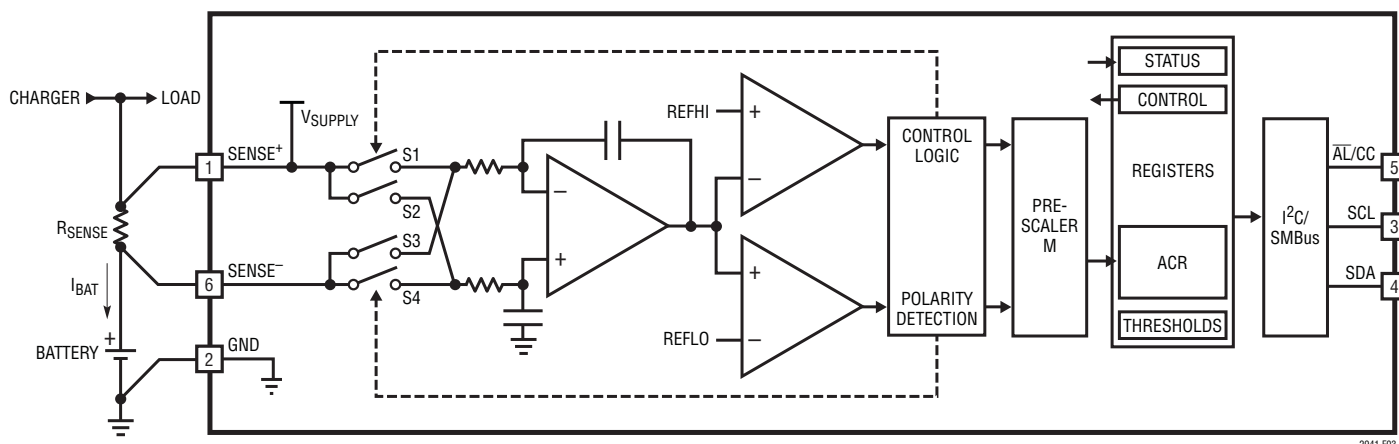 CHARGER
LOAD
RSENSE
IBAT
+
BATTERY
1
SENSE+
6
SENSE–
2
GND
VSUPPLY
S1
S2
S3
S4
–
+
REFHI
+
–
+
REFLO
–
CONTROL
LOGIC
POLARITY
DETECTION
PRE-
SCALER
M
STATUS
CONTROL
REGISTERS
ACR
THRESHOLDS
I2C/
SMBus
AL/CC
5
SCL
3
SDA
4